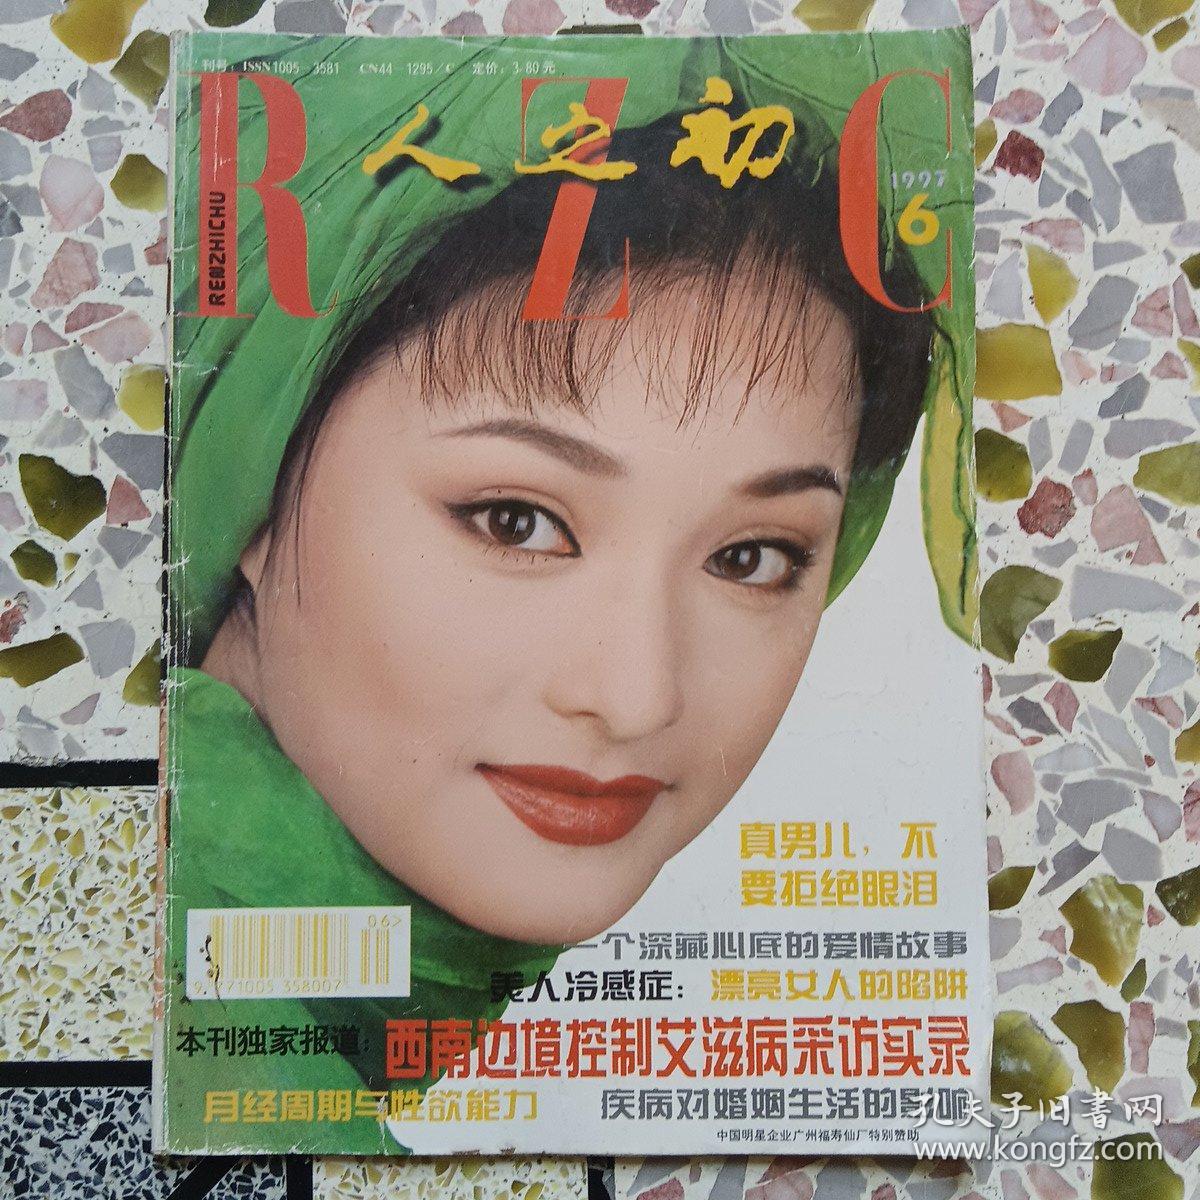 刊号：ISSN1005-3581 CN44-1295/C 定价：3.80元
RZC
人之初
RENZHICHU
1997
6
真男儿，不
要拒绝眼泪
一个深藏心底的爱情故事
06>
9 771005 358007
美人冷感症：漂亮女人的陷阱
本刊独家报道：西南边境控制艾滋病采访实录
月经周期与性欲能力 疾病对婚姻生活的影响
中国明星企业广州福寿仙厂特别赞助
孔夫子旧书网
www.kongfz.com